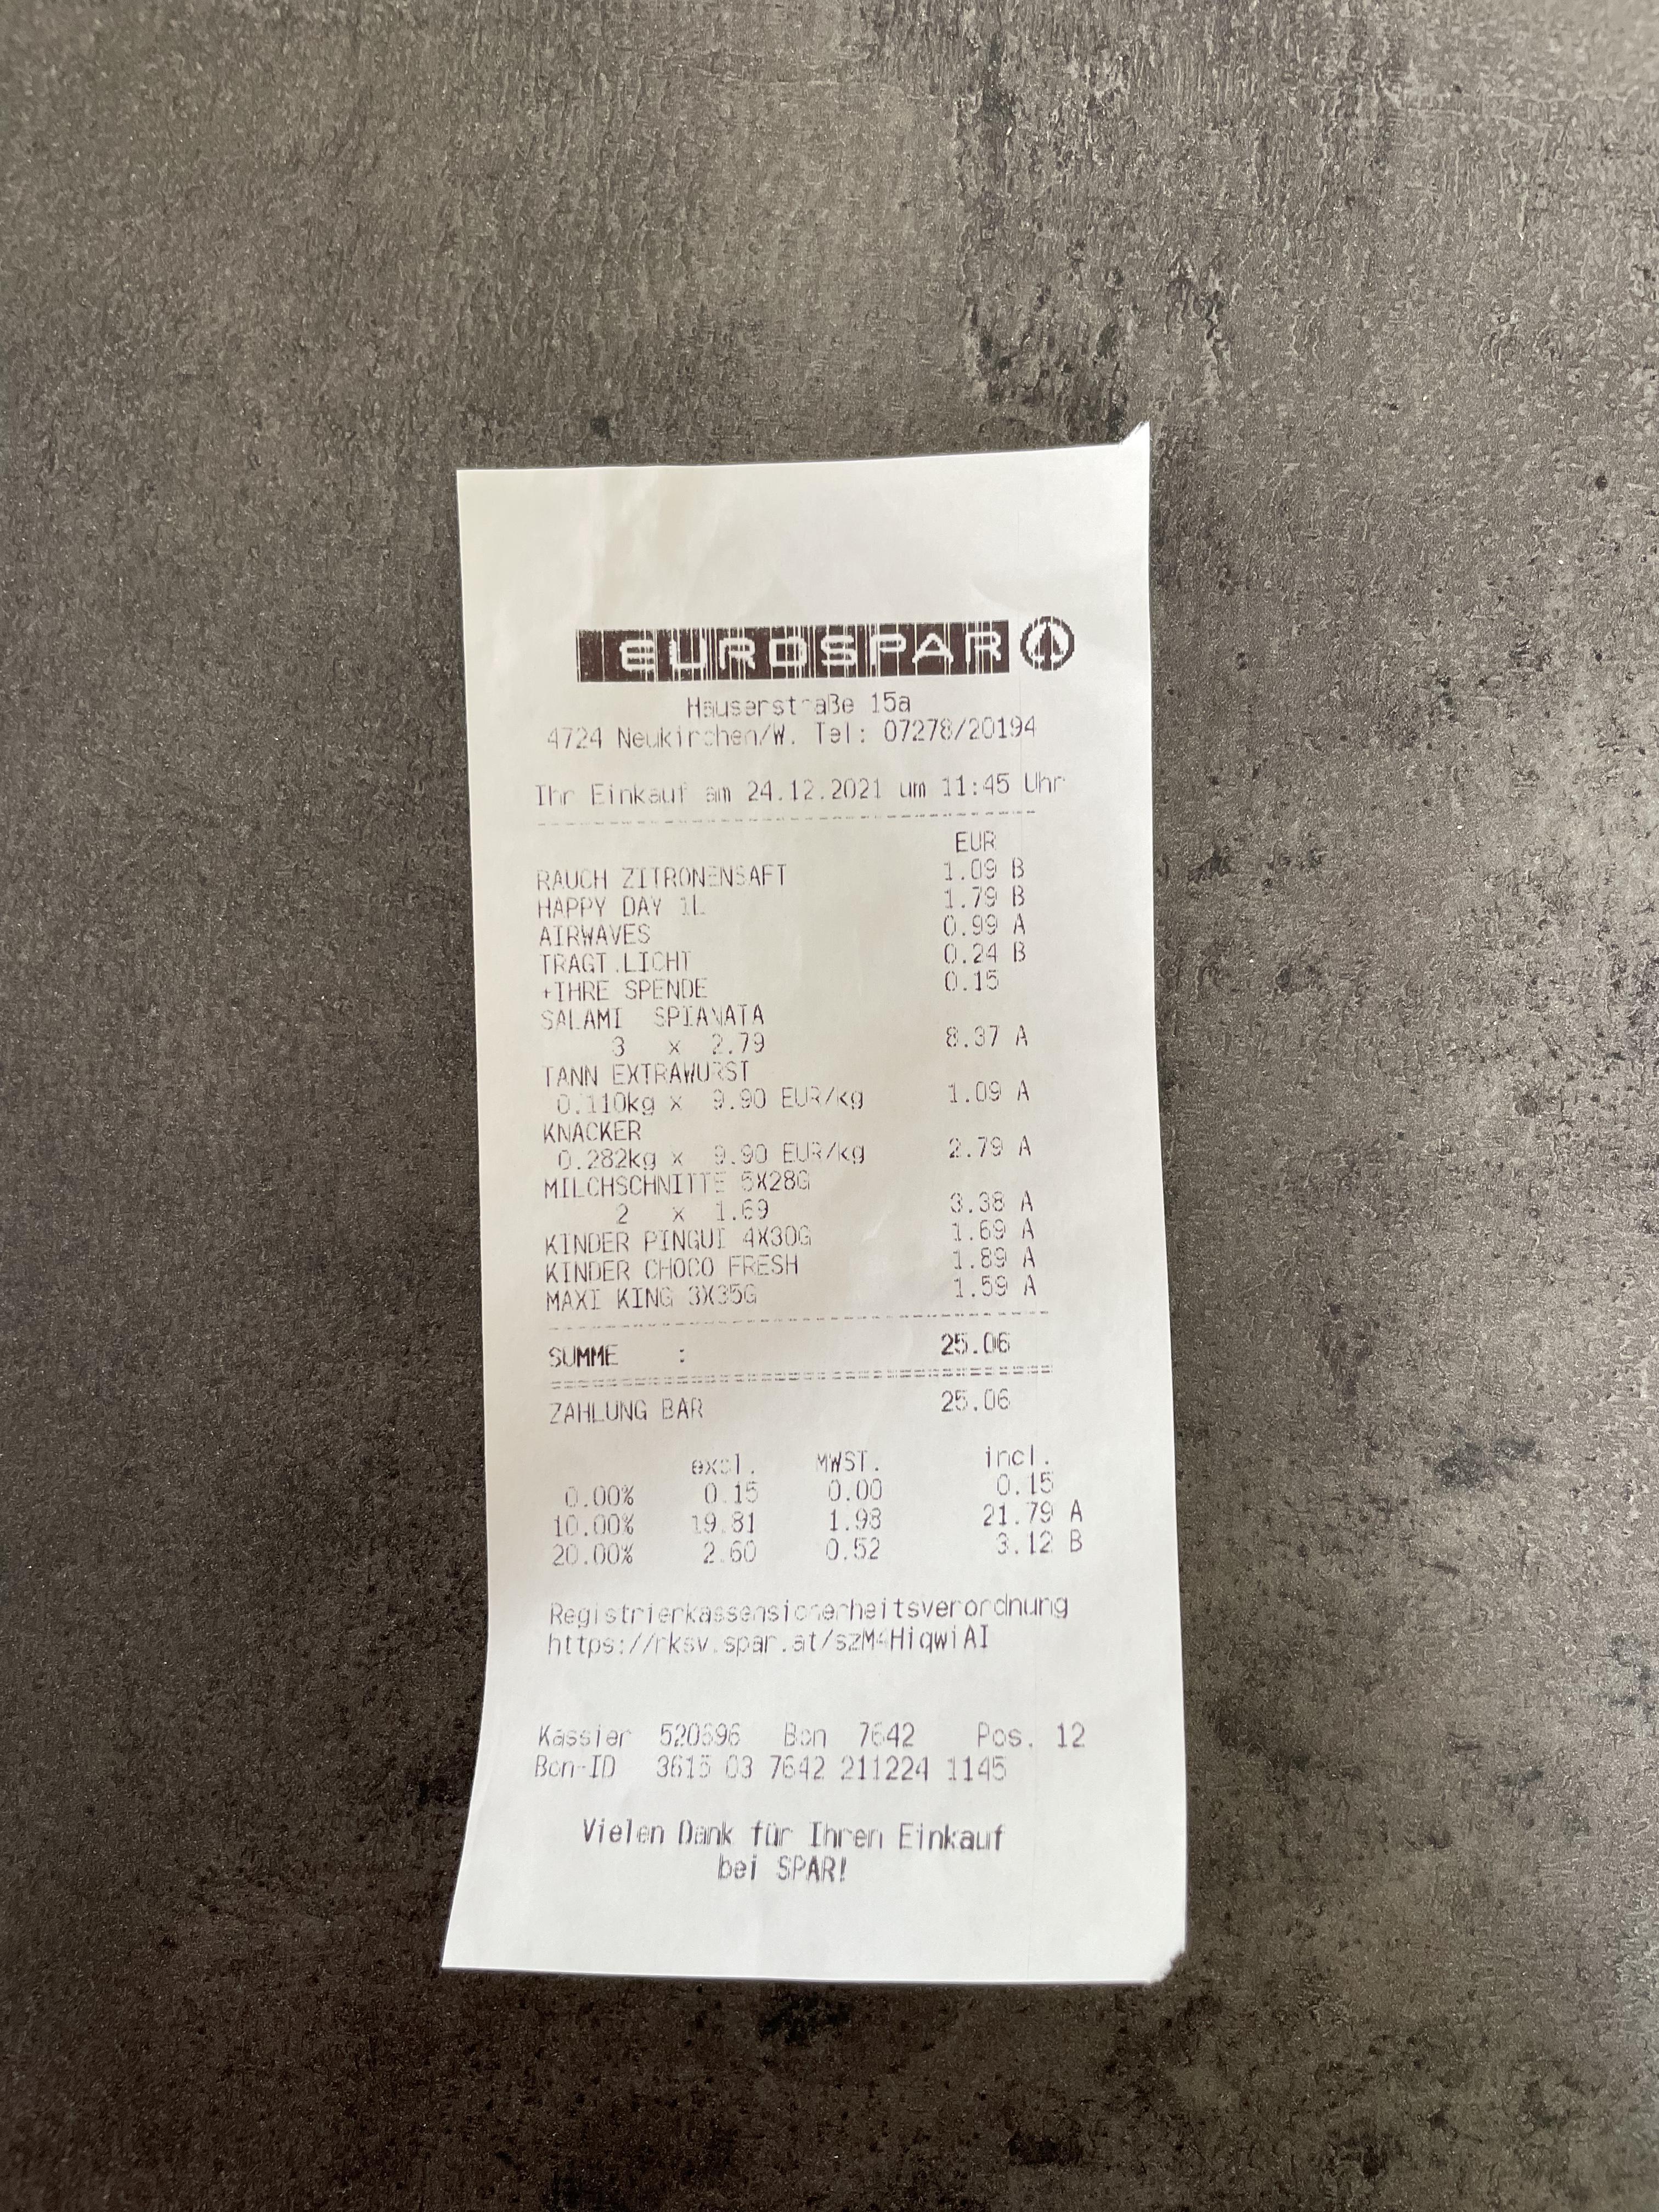 EUROSPAR
Hauserstraße 15a
4724 Neukirchen/W. Tel: 07278/20194
Ihr Einkauf am 24.12.2021 um 11:45 Uhr
EUR
RAUCH ZITRONENSAFT 1.09 B
HAPPY DAY 1L 1.79 B
AIRWAVES 0.99 A
TRAGT.LICHT 0.24 B
+IHRE SPENDE 0.15
SALAMI SPIANATA
3 x 2.79 8.37 A
TANN EXTRAWURST
0.110kg x 9.90 EUR/kg 1.09 A
KNACKER
0.282kg x 9.90 EUR/kg 2.79 A
MILCHSCHNITTE 5X28G
2 x 1.69 3.38 A
KINDER PINGUI 4X30G 1.69 A
KINDER CHOCO FRESH 1.89 A
MAXI KING 3X35G 1.59 A
SUMME : 25.06
ZAHLUNG BAR 25.06
excl. MWST. incl.
0.00% 0.15 0.00 0.15
10.00% 19.81 1.98 21.79 A
20.00% 2.60 0.52 3.12 B
Registrierkassensicherheitsverordnung
https://rksv.spar.at/szM4HiqwiAI
Kassier 520696 Bon 7642 Pos. 12
Bon-ID 3615 03 7642 211224 1145
Vielen Dank für Ihren Einkauf
bei SPAR!